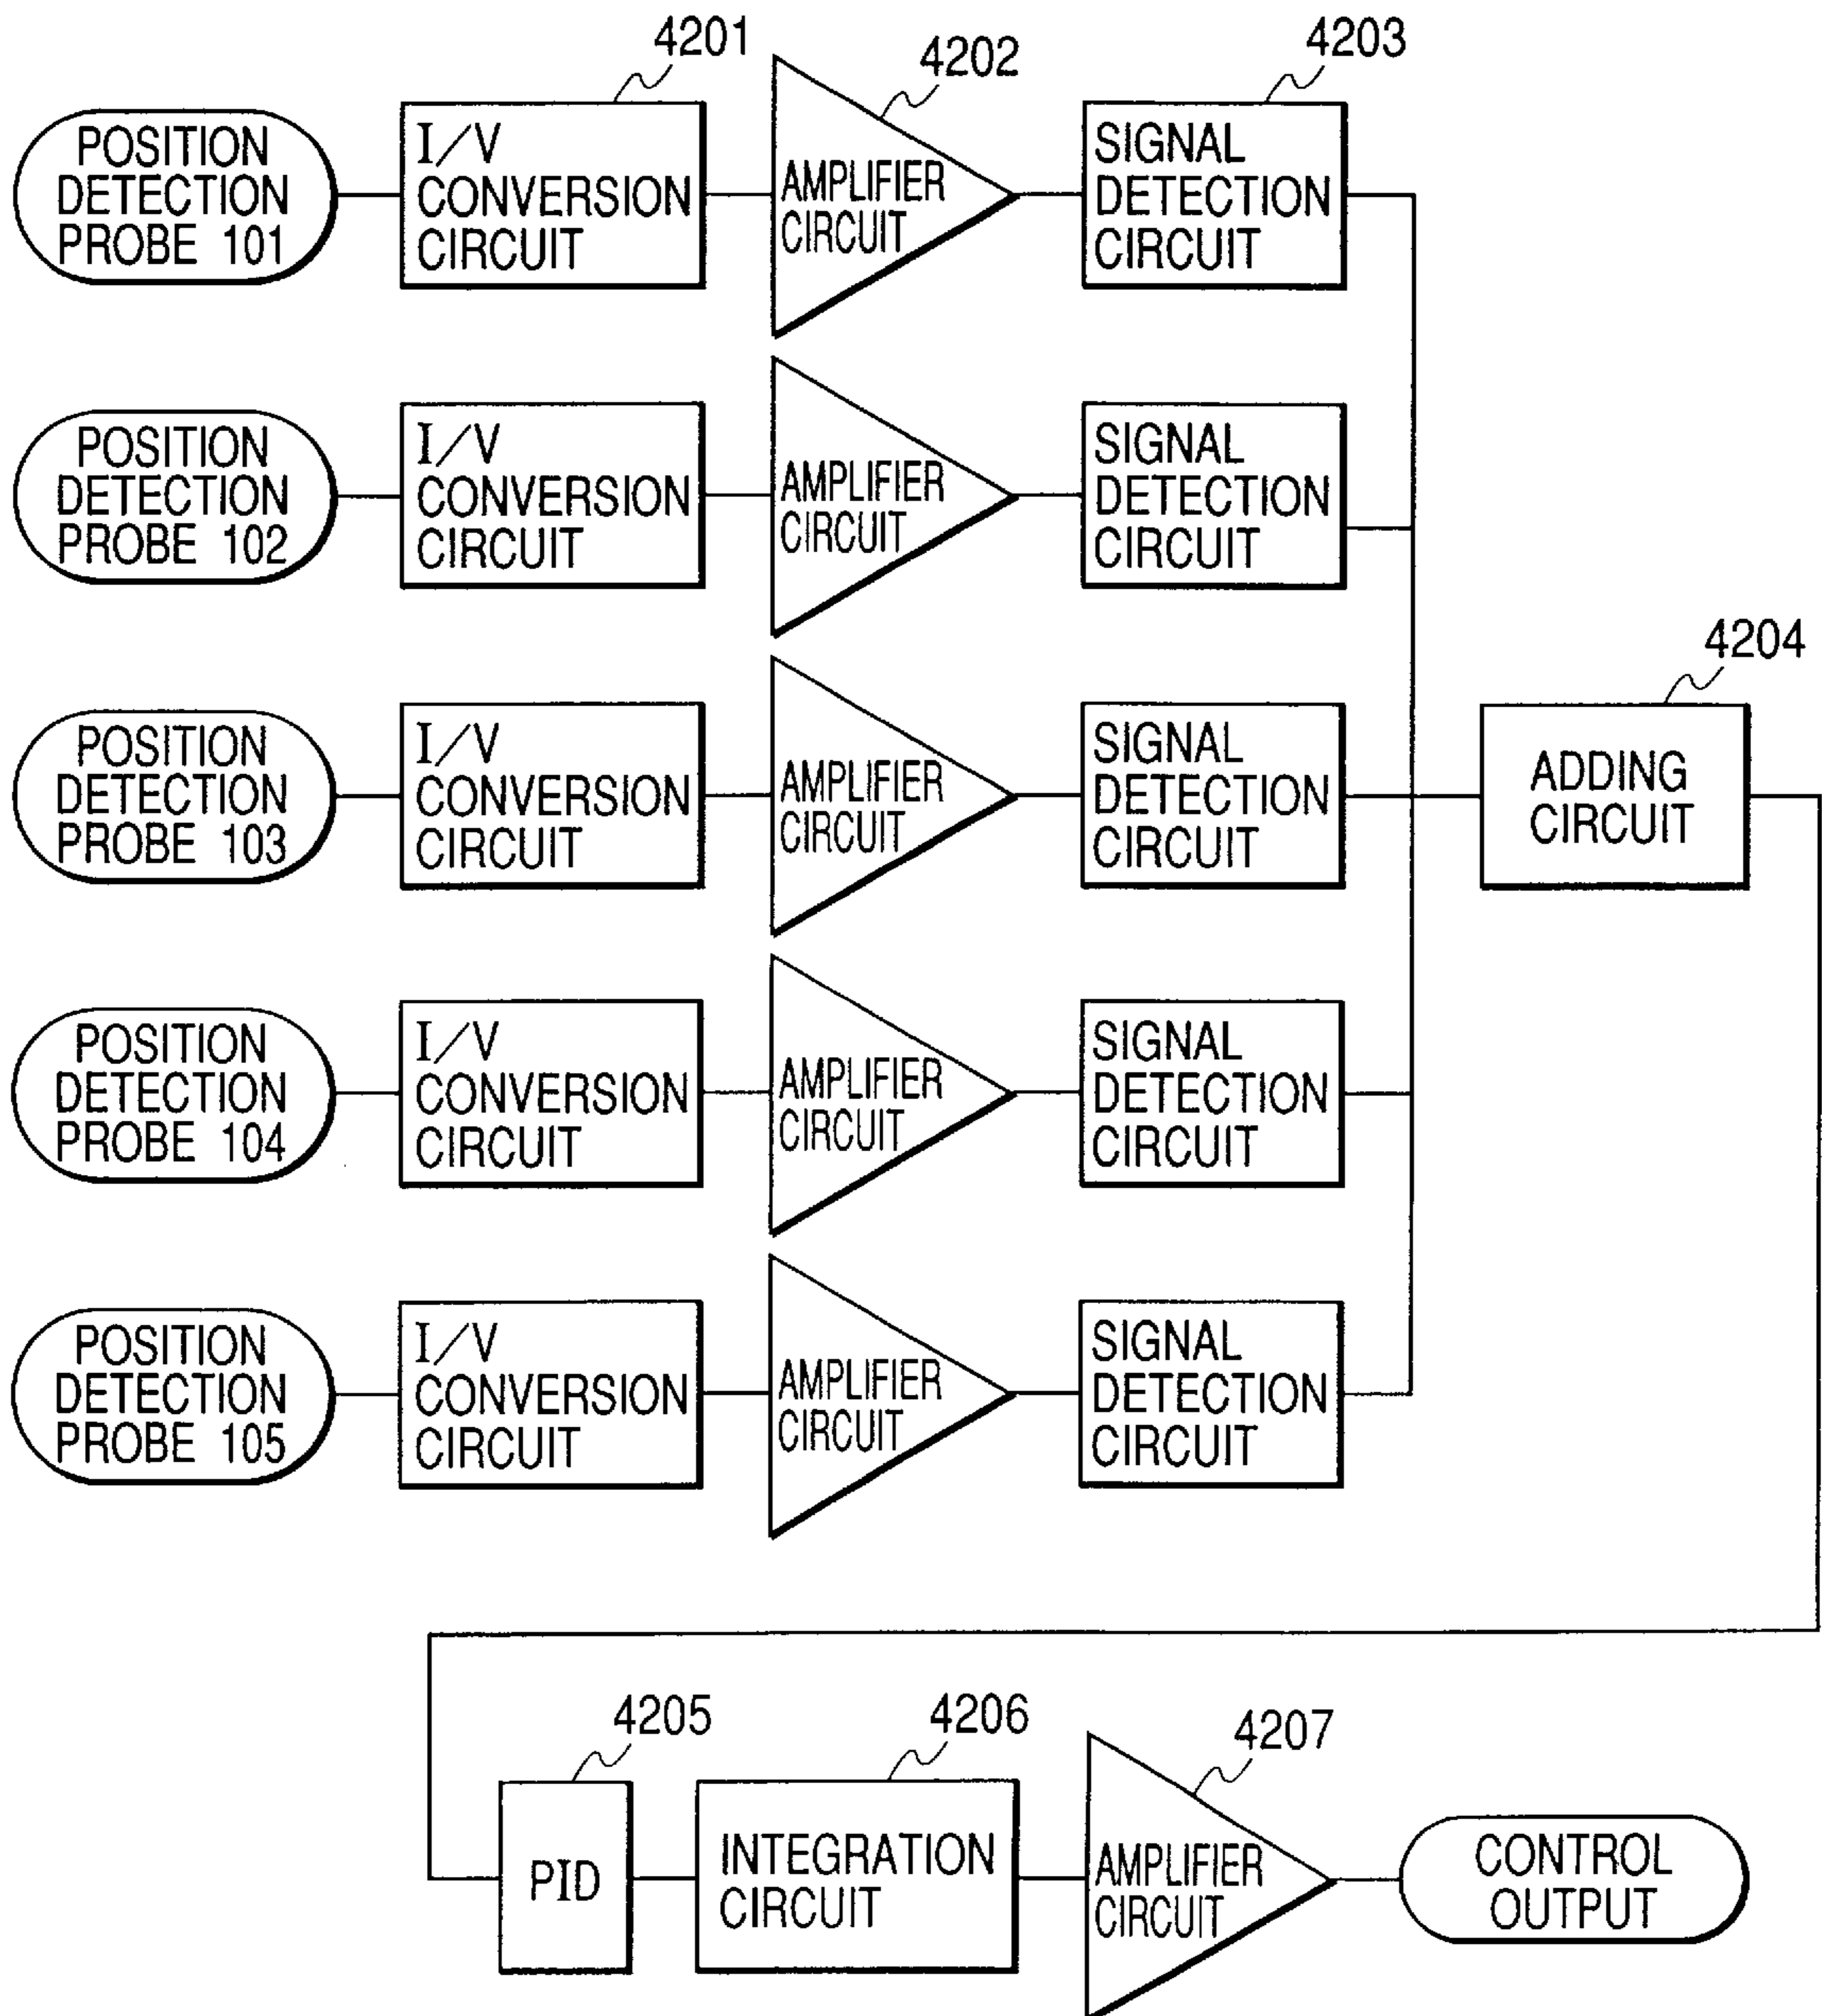 4201
4202
4203
POSITION
DETECTION
PROBE 101
I/V
CONVERSION
CIRCUIT
AMPLIFIER
CIRCUIT
SIGNAL
DETECTION
CIRCUIT
POSITION
DETECTION
PROBE 102
I/V
CONVERSION
CIRCUIT
AMPLIFIER
CIRCUIT
SIGNAL
DETECTION
CIRCUIT
4204
POSITION
DETECTION
PROBE 103
I/V
CONVERSION
CIRCUIT
AMPLIFIER
CIRCUIT
SIGNAL
DETECTION
CIRCUIT
ADDING
CIRCUIT
POSITION
DETECTION
PROBE 104
I/V
CONVERSION
CIRCUIT
AMPLIFIER
CIRCUIT
SIGNAL
DETECTION
CIRCUIT
POSITION
DETECTION
PROBE 105
I/V
CONVERSION
CIRCUIT
AMPLIFIER
CIRCUIT
SIGNAL
DETECTION
CIRCUIT
4205
4206
4207
PID
INTEGRATION
CIRCUIT
AMPLIFIER
CIRCUIT
CONTROL
OUTPUT